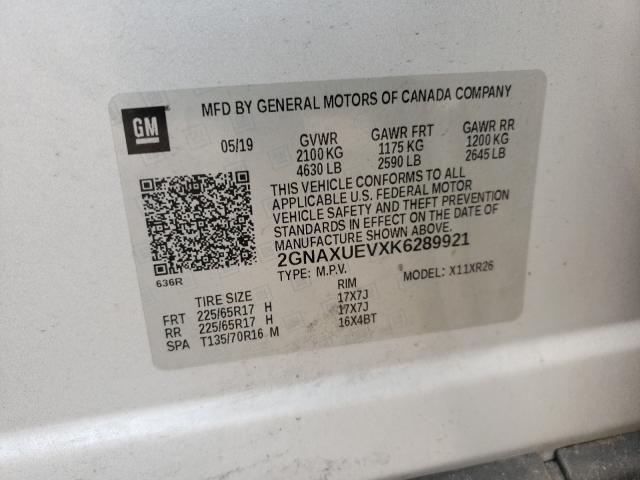 GM
MFD BY GENERAL MOTORS OF CANADA COMPANY
05/19 GVWR GAWR FRT GAWR RR
2100 KG 1175 KG 1200 KG
4630 LB 2590 LB 2645 LB
THIS VEHICLE CONFORMS TO ALL
APPLICABLE U.S. FEDERAL MOTOR
VEHICLE SAFETY AND THEFT PREVENTION
STANDARDS IN EFFECT ON THE DATE OF
MANUFACTURE SHOWN ABOVE.
2GNAXUEVXK6289921
636R
TYPE: M.P.V. MODEL: X11XR26
TIRE SIZE RIM
FRT 225/65R17 H 17X7J
RR 225/65R17 H 17X7J
SPA T135/70R16 M 16X4BT